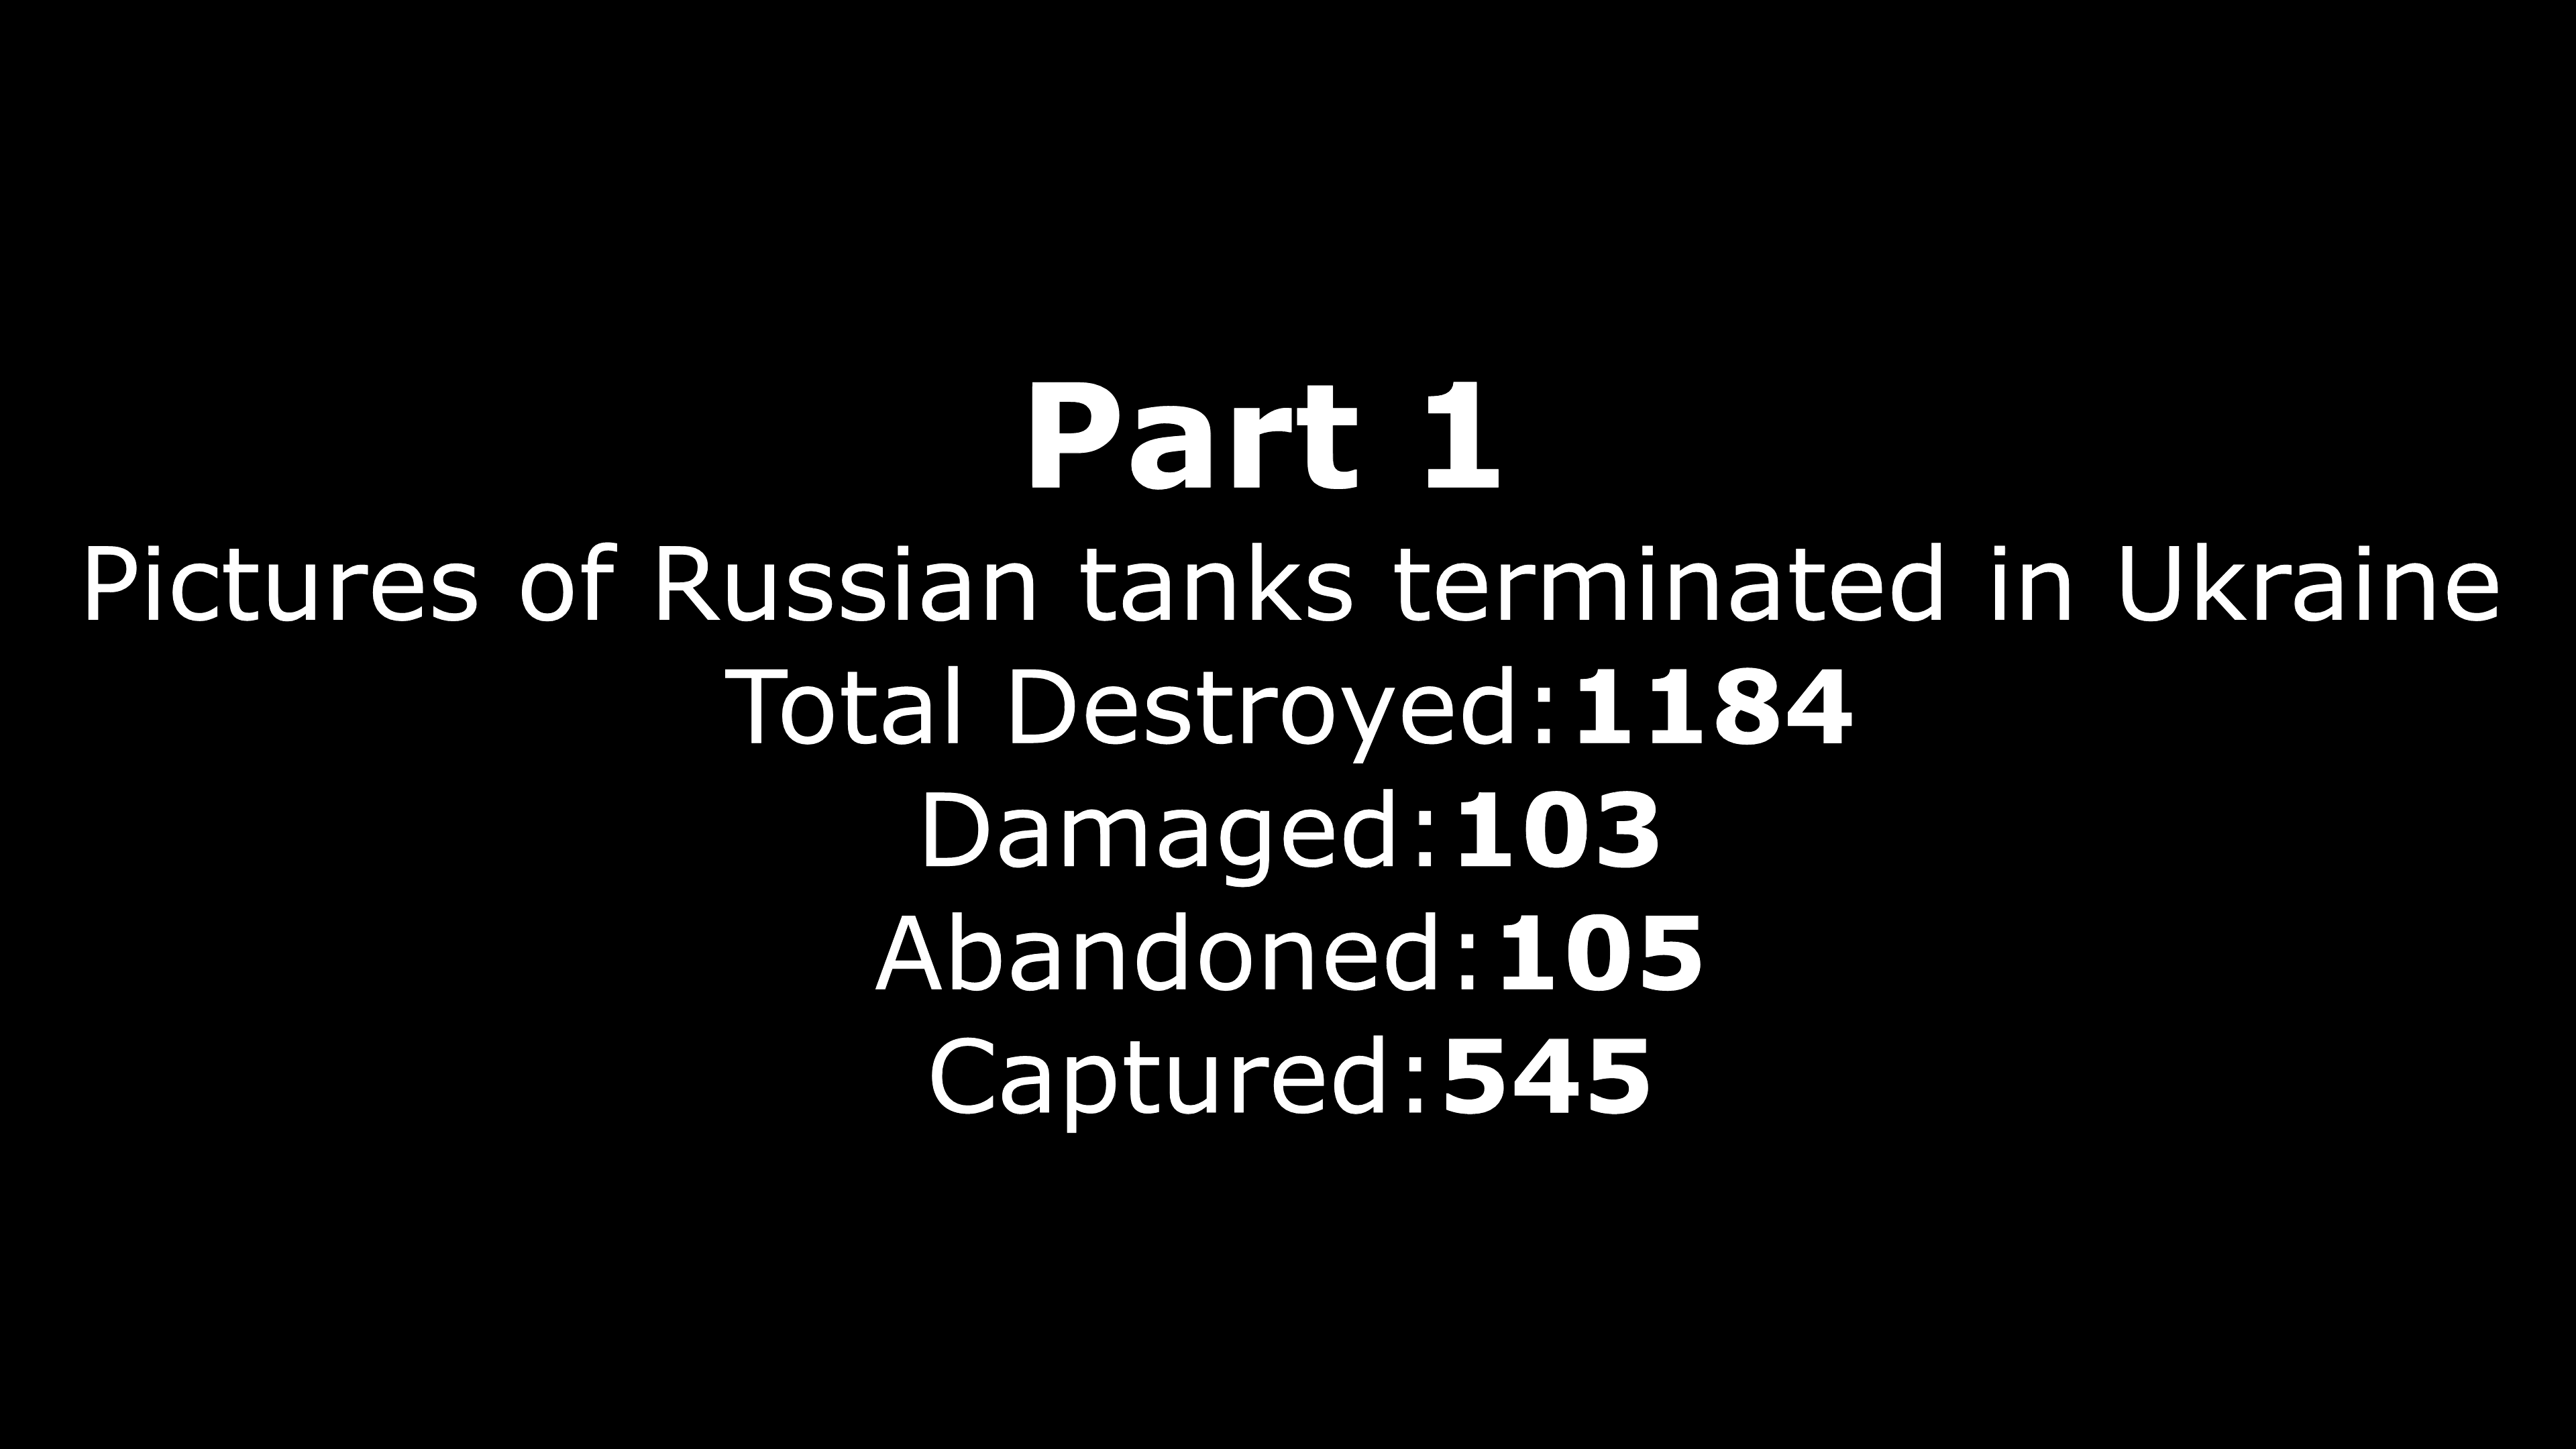 Part 1
Pictures of Russian tanks terminated in Ukraine
Total Destroyed:1184
Damaged:103
Abandoned:105
Captured:545